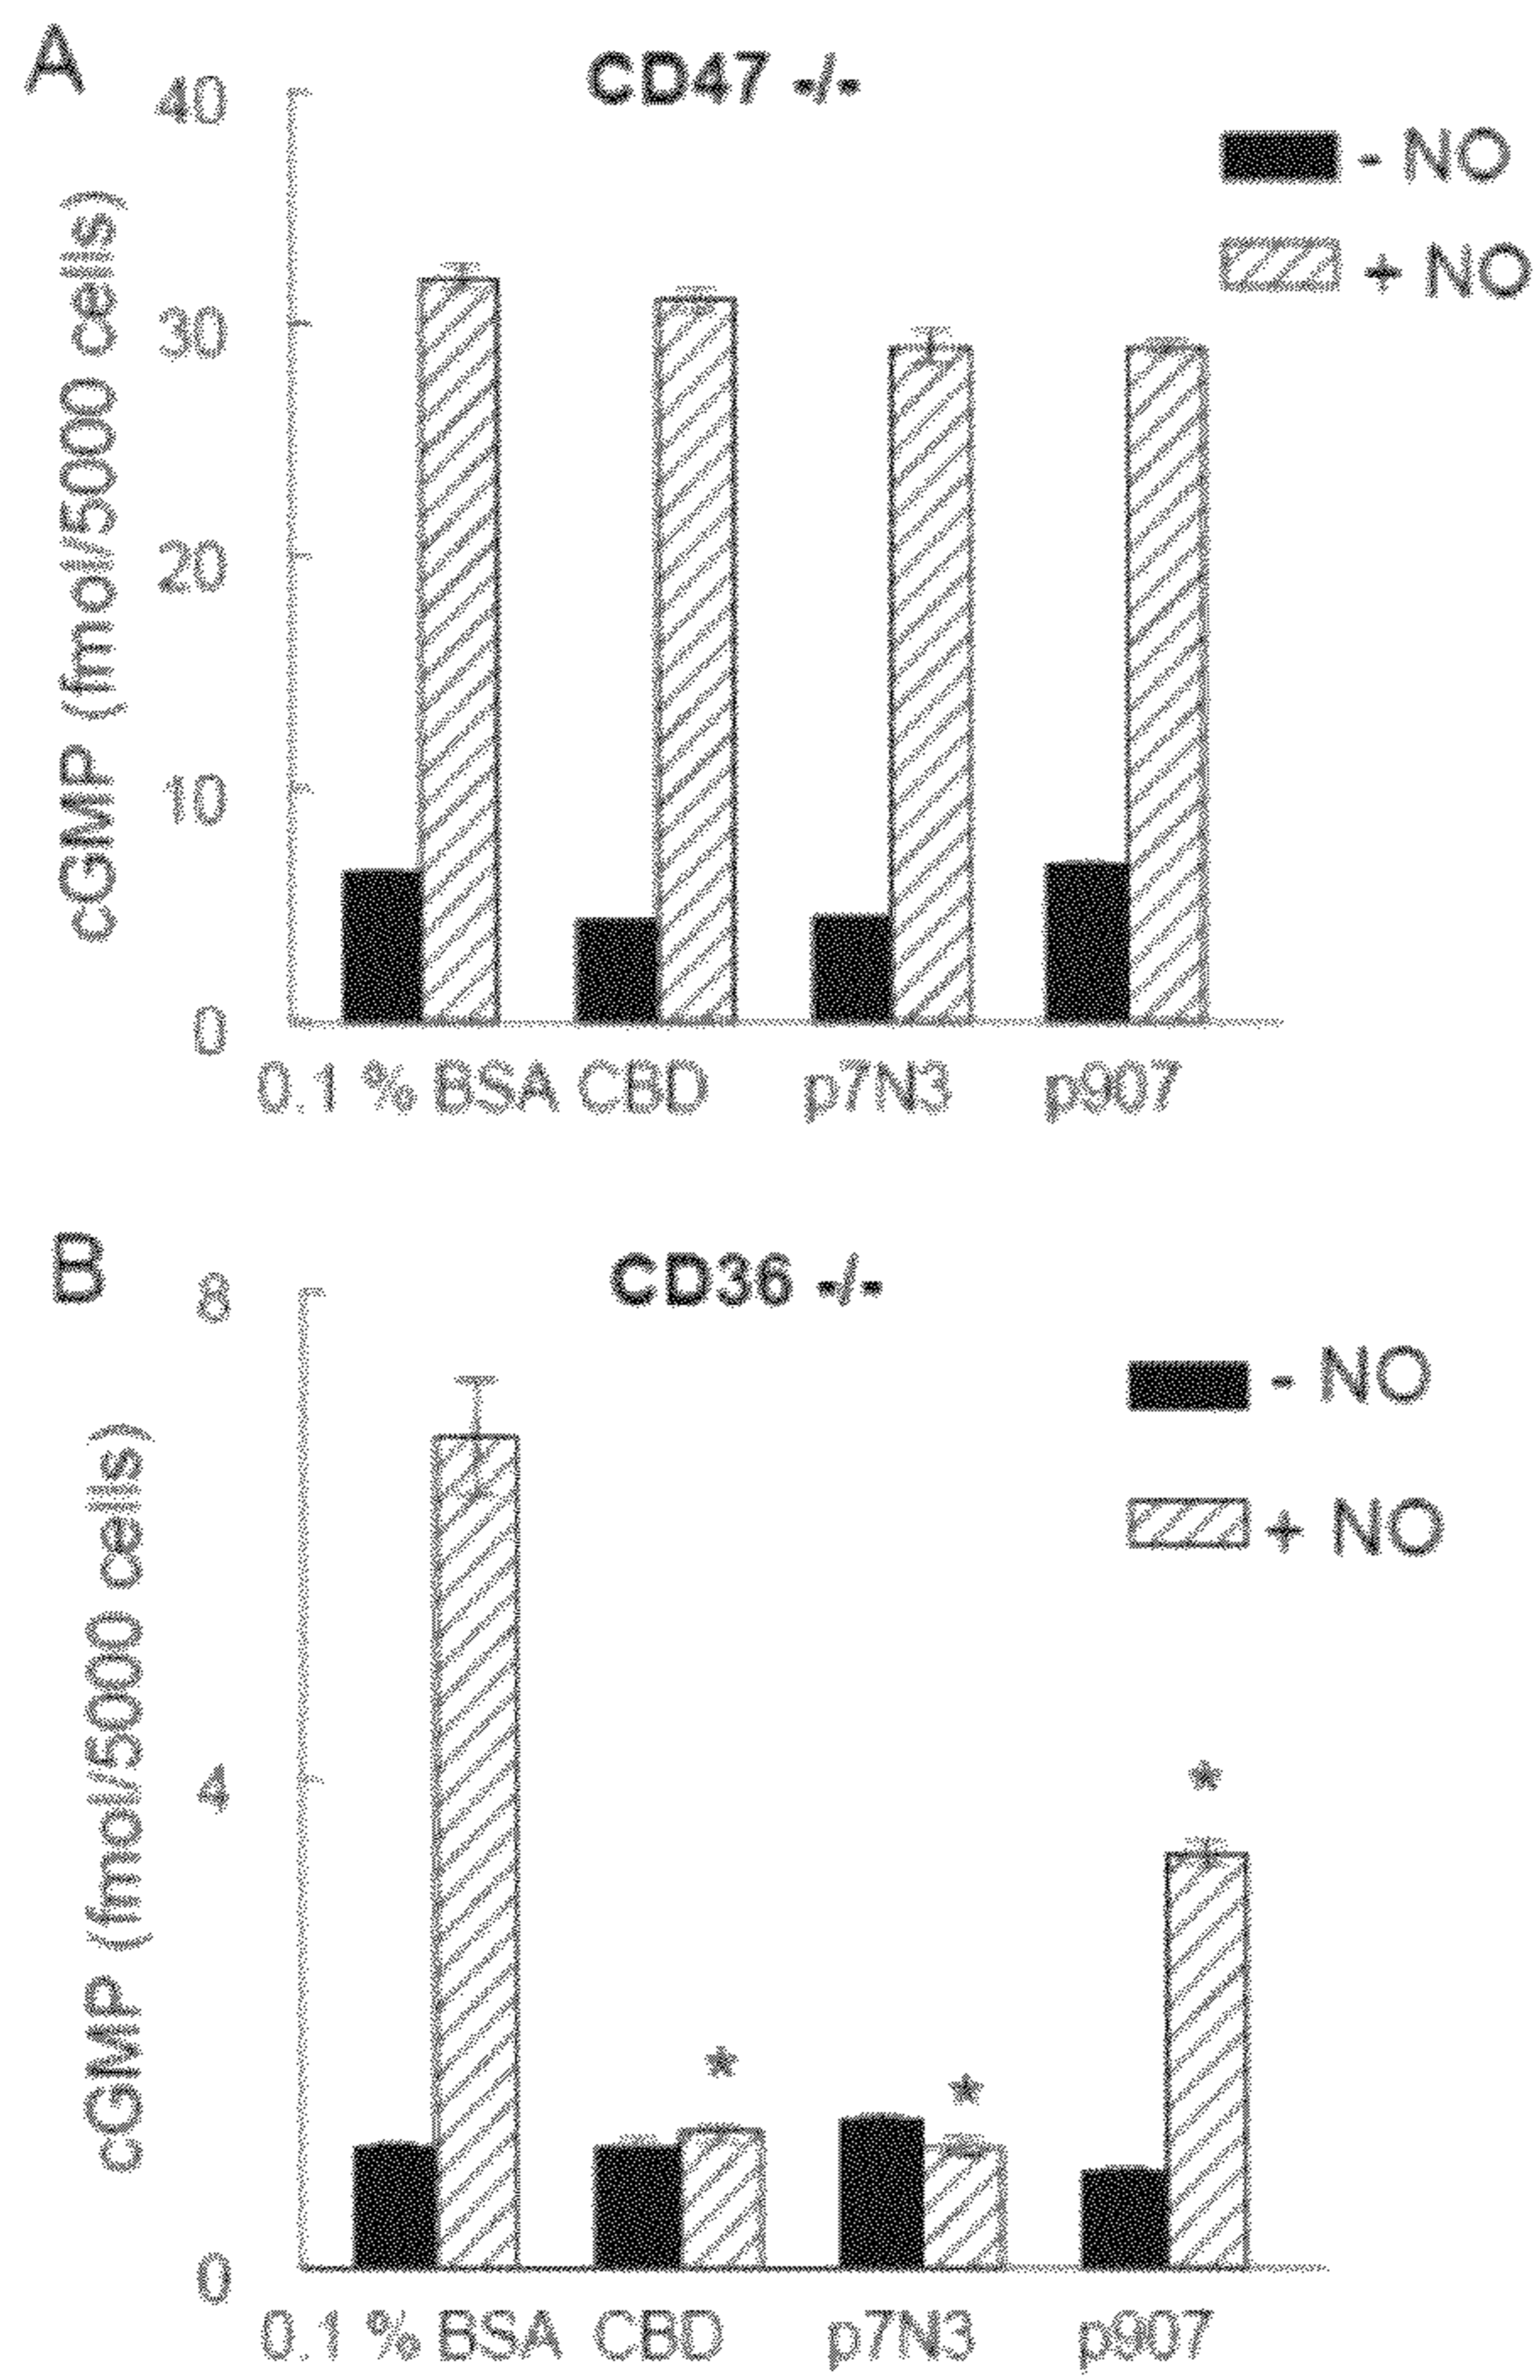 A
CD47 -/-
- NO
+ NO
cGMP (fmol/5000 cells)
40
30
20
10
0
0.1 % BSA CBD p7N3 p907
B
CD36 -/-
- NO
+ NO
cGMP (fmol/5000 cells)
8
4
0
*
*
*
0.1 % BSA CBD p7N3 p907